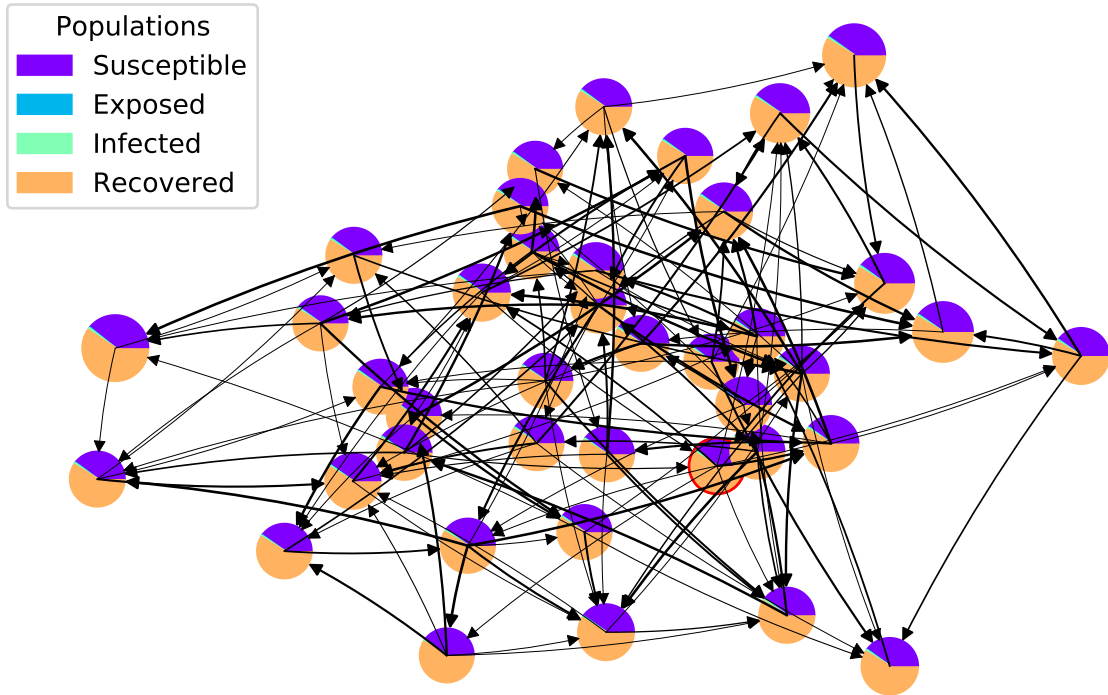 Populations
Susceptible
Exposed
Infected
Recovered